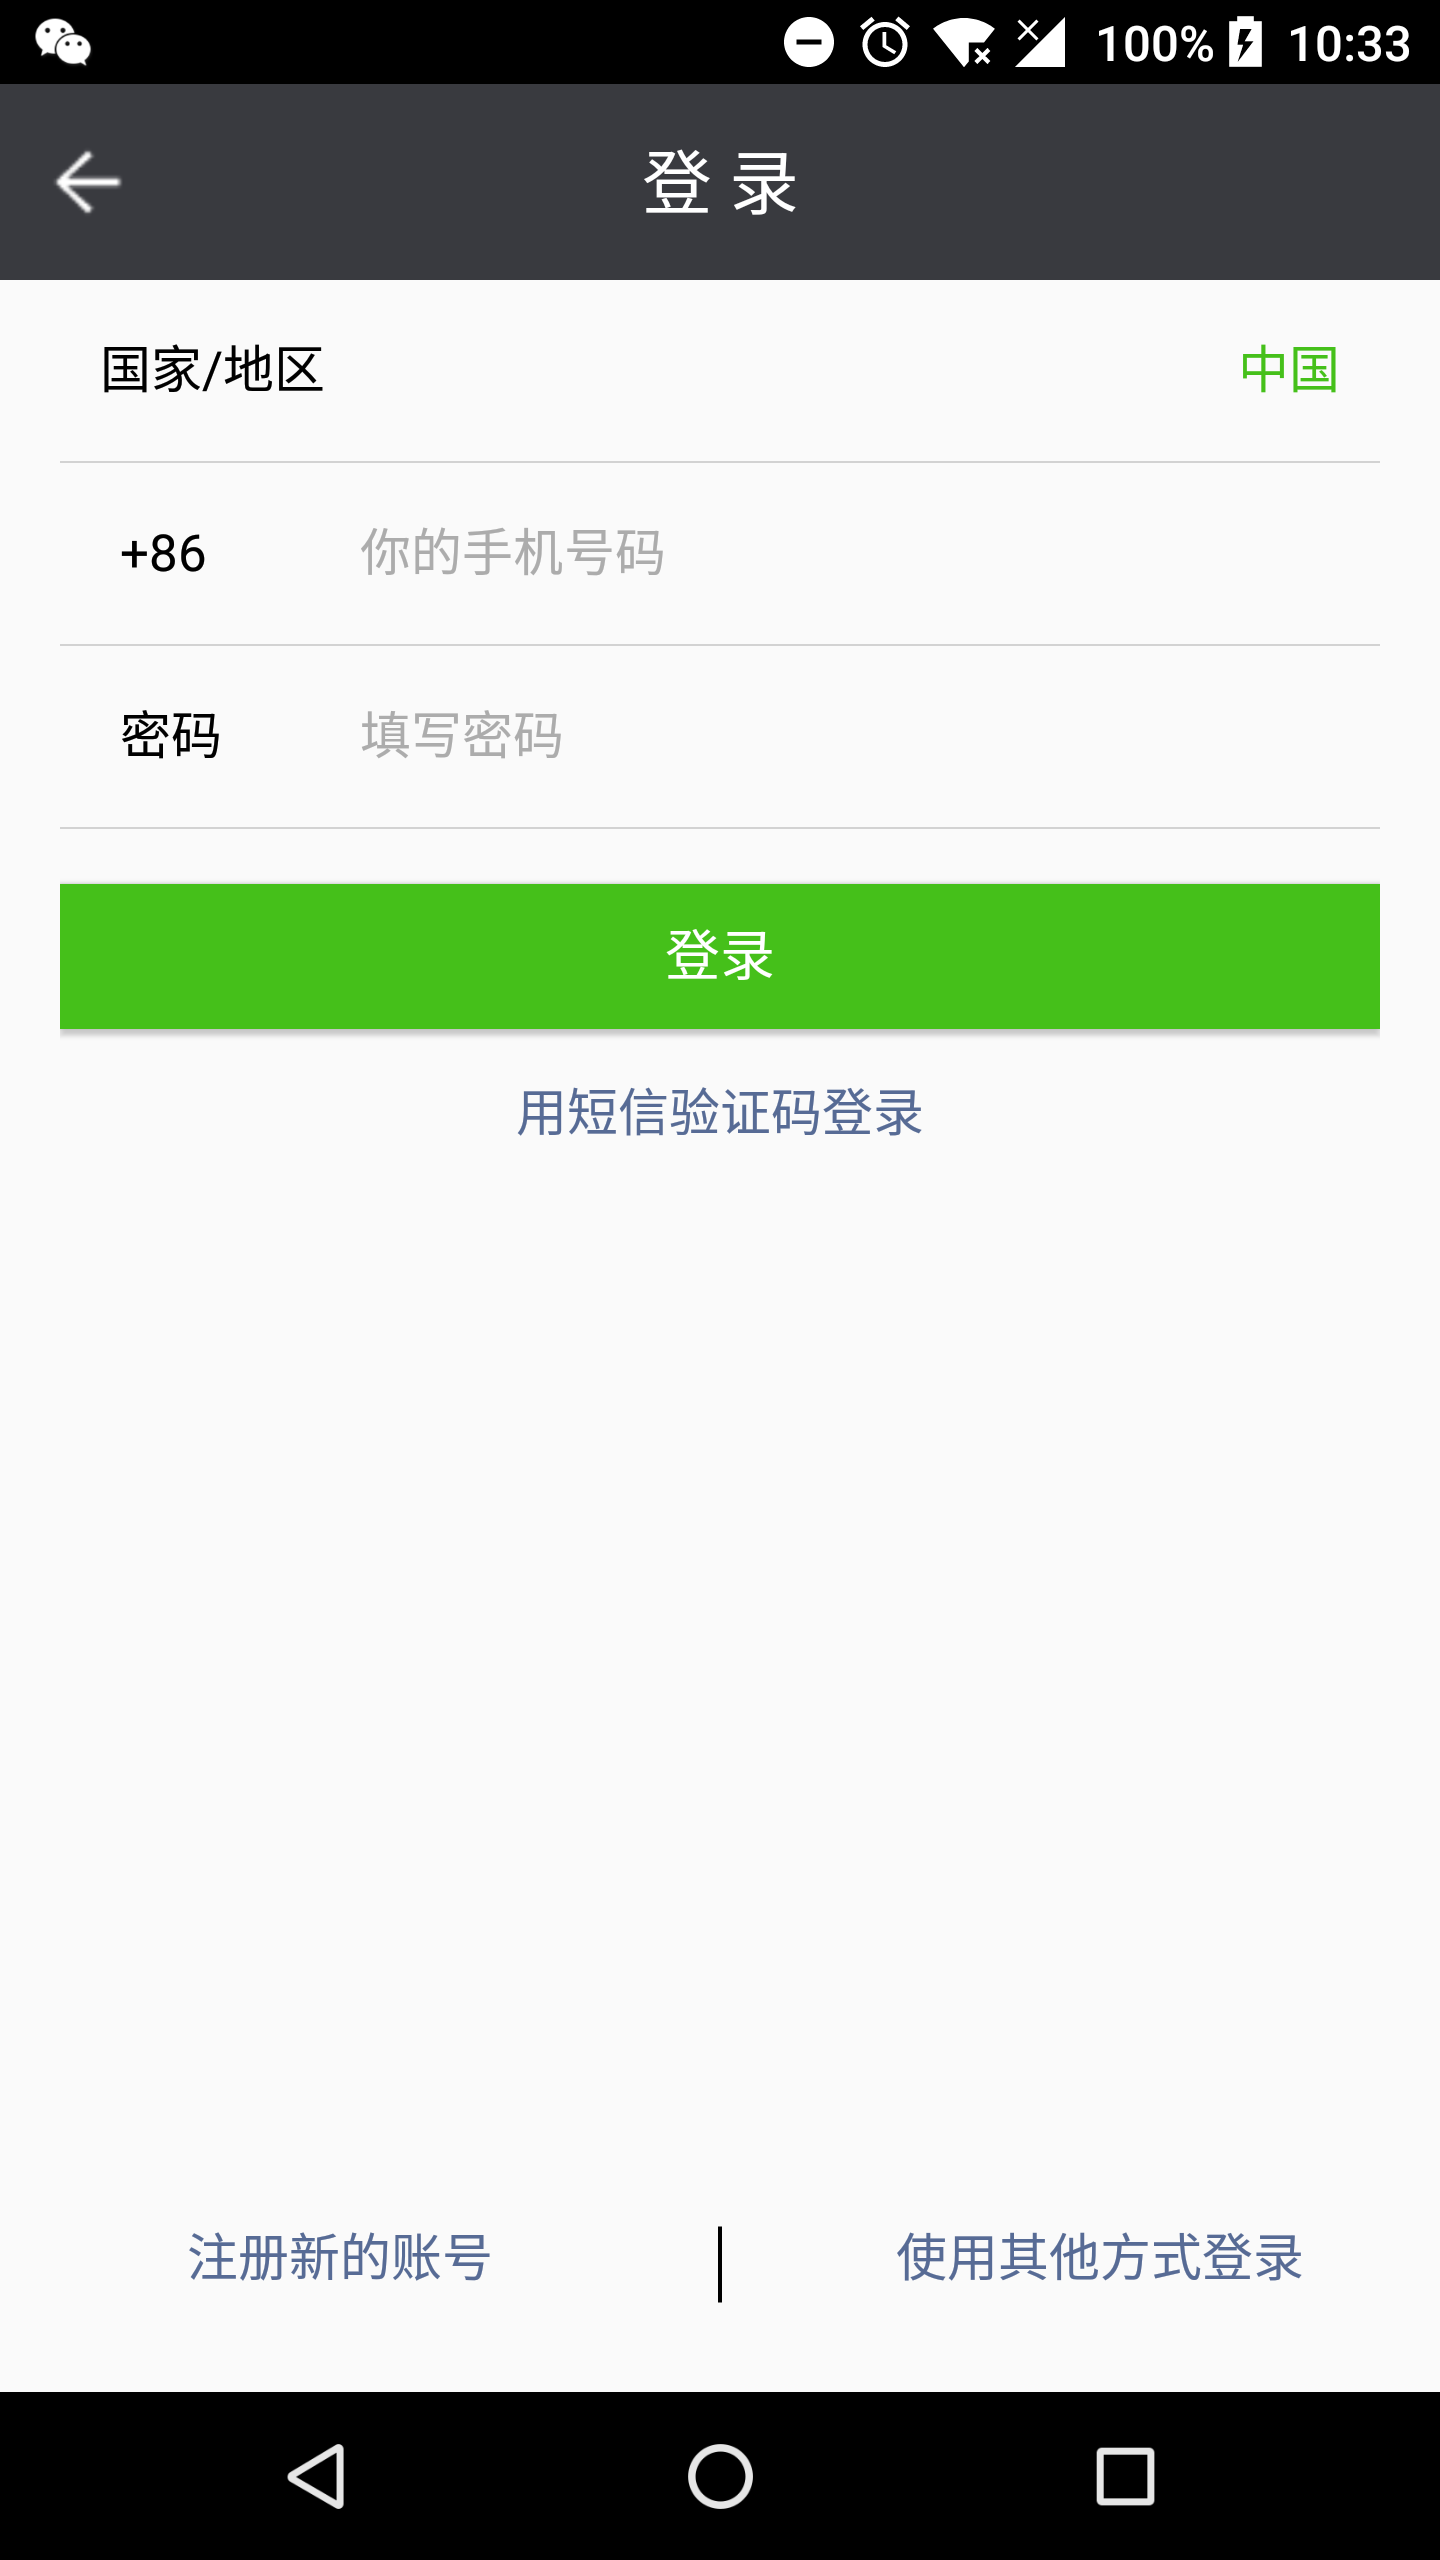 100% 10:33
登 录
国家/地区 中国
+86 你的手机号码
密码 填写密码
登录
用短信验证码登录
注册新的账号 使用其他方式登录